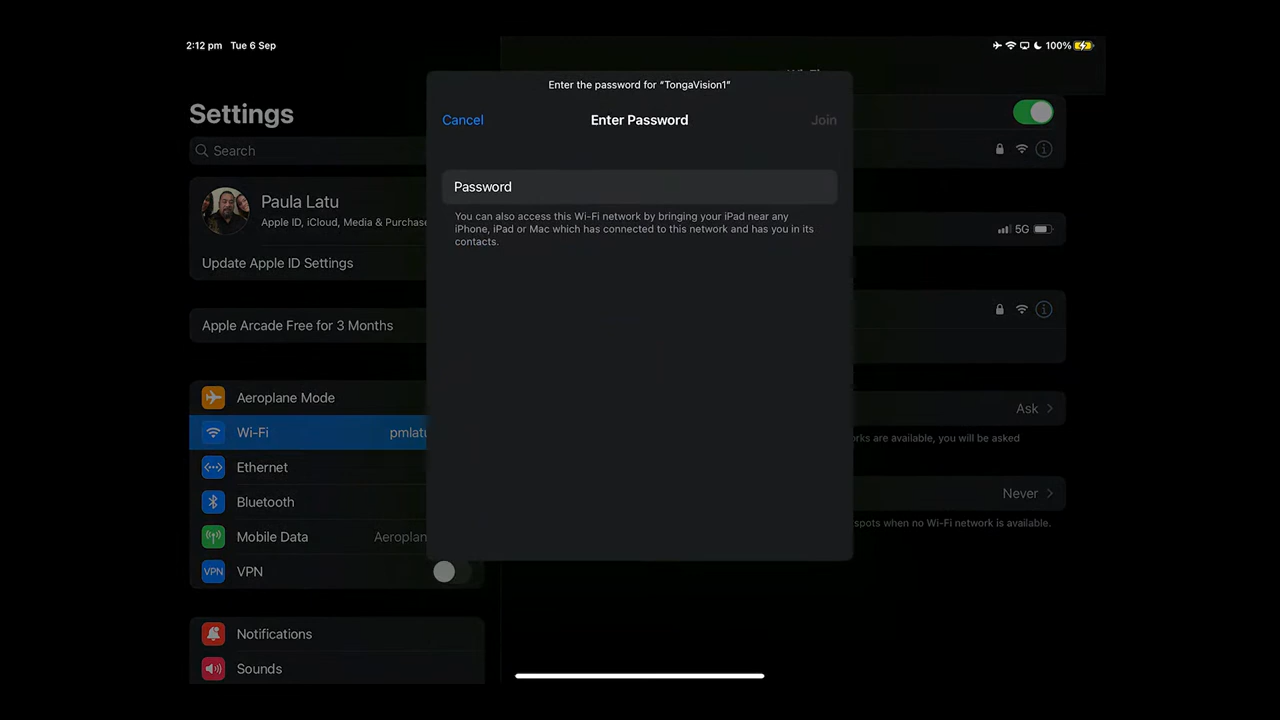 2:12 pm Tue 6 Sep
100%
Settings
Search
Paula Latu
Apple ID, iCloud, Media & Purchase
Update Apple ID Settings
Apple Arcade Free for 3 Months
Aeroplane Mode
Wi-Fi pmlatu
Ethernet
Bluetooth
Mobile Data Aeroplan
VPN VPN
Notifications
Sounds
Enter the password for “TongaVision1”
Cancel Enter Password Join
Password
You can also access this Wi-Fi network by bringing your iPad near any
iPhone, iPad or Mac which has connected to this network and has you in its
contacts.
5G
Ask
rks are available, you will be asked
Never
spots when no Wi-Fi network is available.